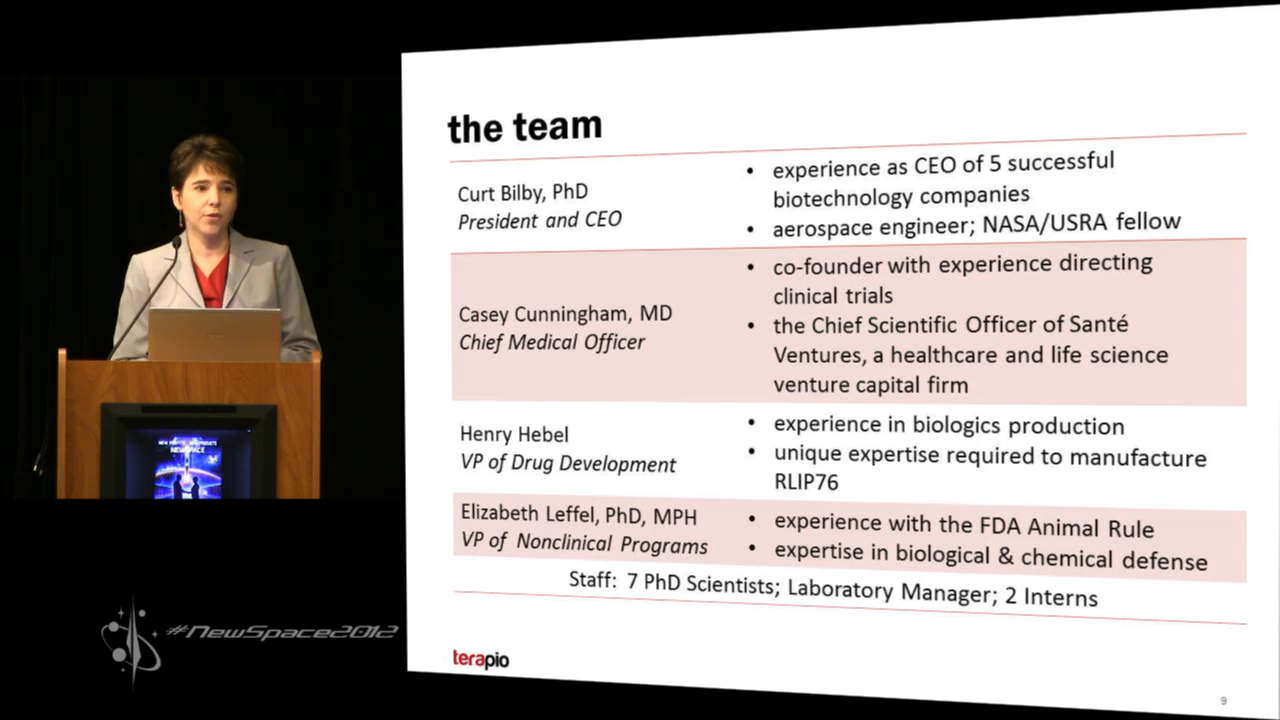 the team
Curt Bilby, PhD
President and CEO
• experience as CEO of 5 successful
biotechnology companies
• aerospace engineer; NASA/USRA fellow
Casey Cunningham, MD
Chief Medical Officer
• co-founder with experience directing
clinical trials
• the Chief Scientific Officer of Santé
Ventures, a healthcare and life science
venture capital firm
Henry Hebel
VP of Drug Development
• experience in biologics production
• unique expertise required to manufacture
RLIP76
Elizabeth Leffel, PhD, MPH
VP of Nonclinical Programs
• experience with the FDA Animal Rule
• expertise in biological & chemical defense
Staff: 7 PhD Scientists; Laboratory Manager; 2 Interns
terapio
9
NEWSPACE
#NewSpace2012